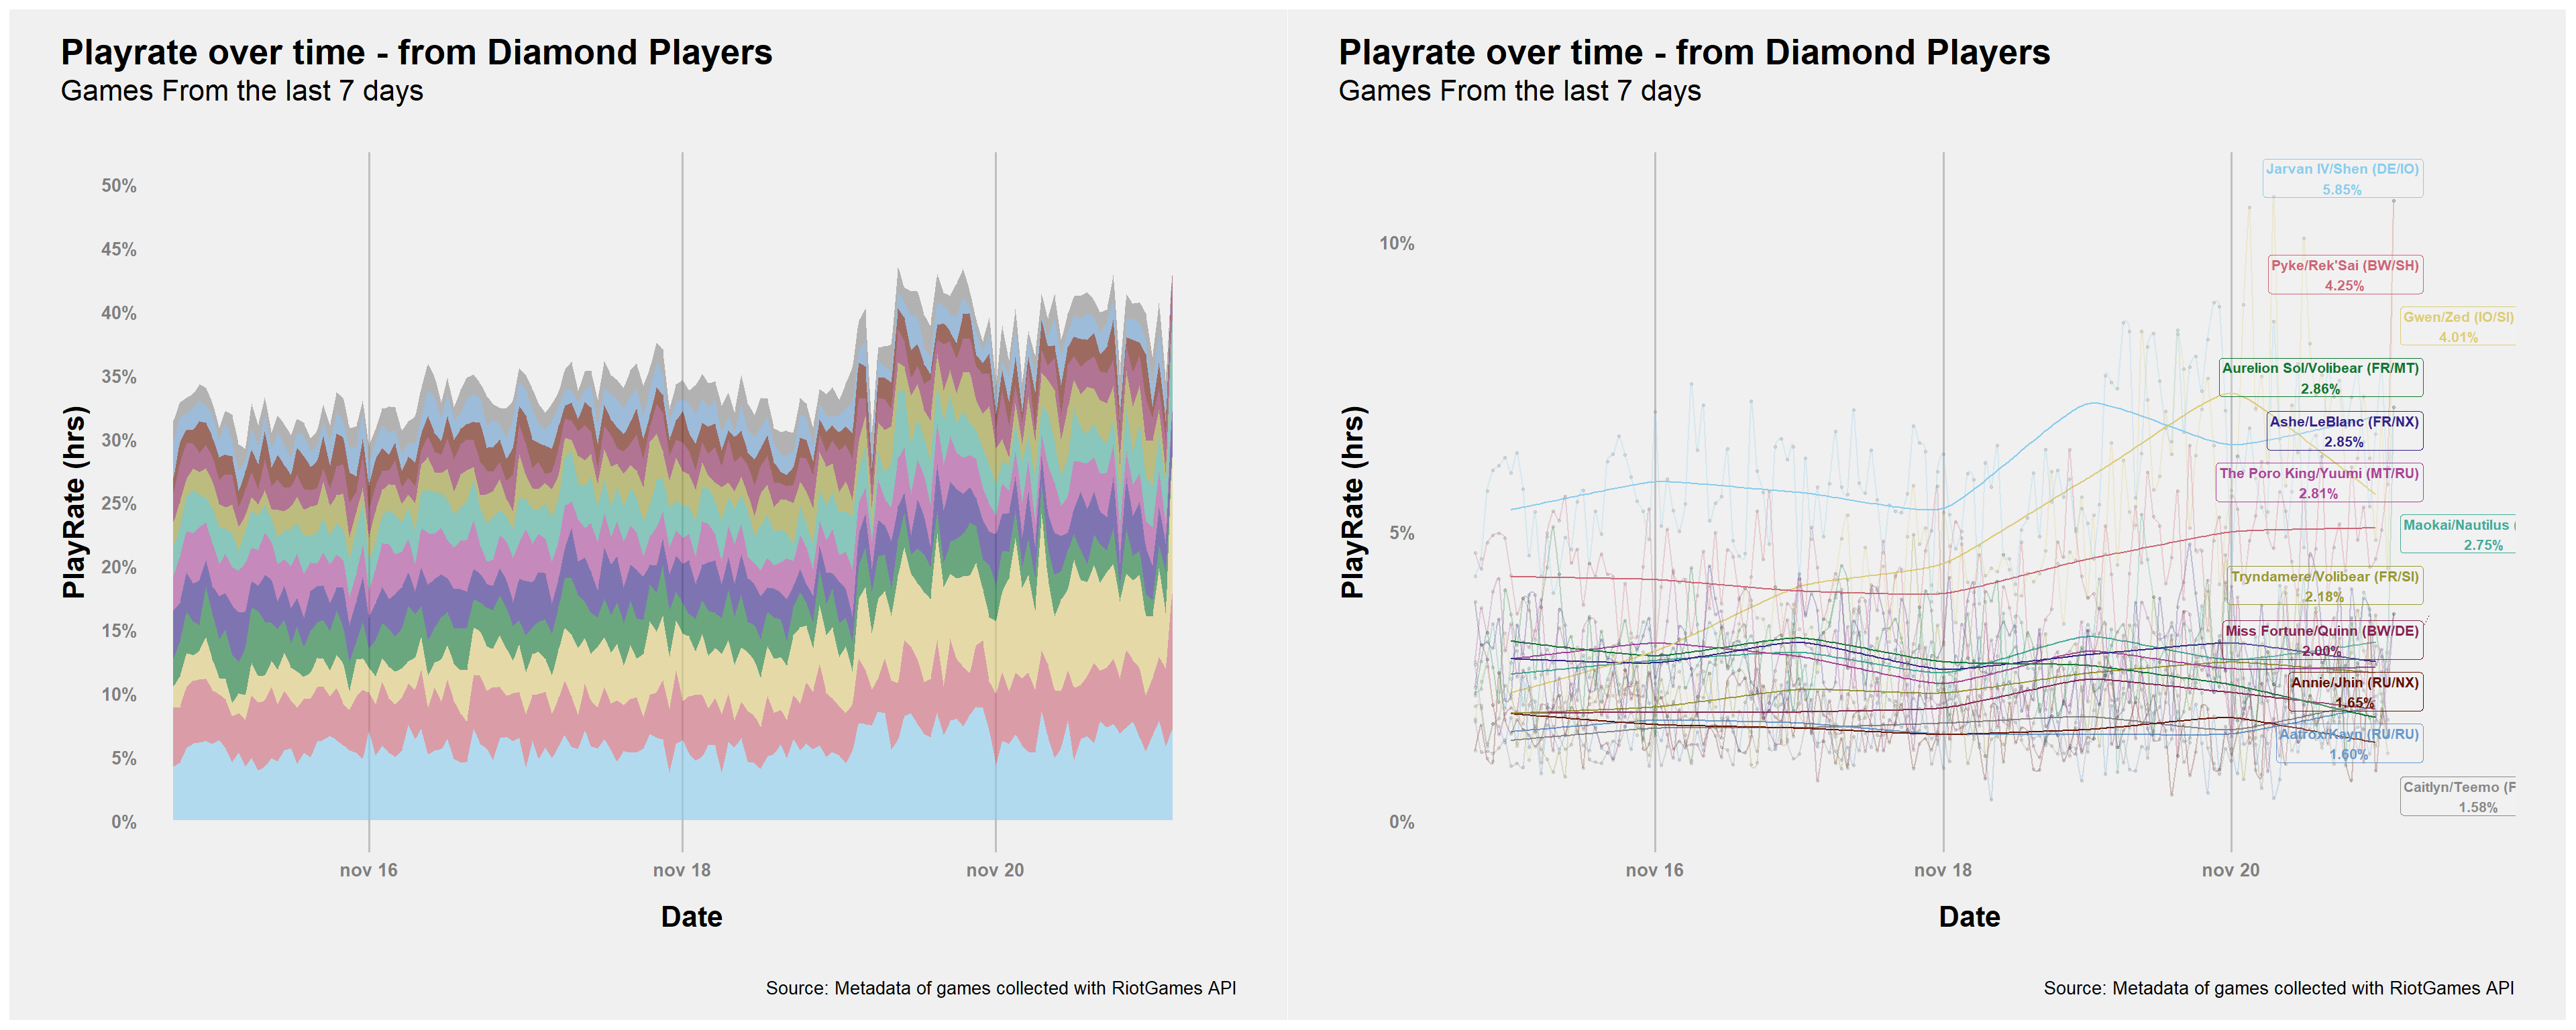 Playrate over time - from Diamond Players
Games From the last 7 days
PlayRate (hrs)
50%
45%
40%
35%
30%
25%
20%
15%
10%
5%
0%
nov 16
nov 18
nov 20
Date
Source: Metadata of games collected with RiotGames API
Playrate over time - from Diamond Players
Games From the last 7 days
PlayRate (hrs)
10%
5%
0%
Jarvan IV/Shen (DE/IO)
5.85%
Pyke/Rek'Sai (BW/SH)
4.25%
Gwen/Zed (IO/SI)
4.01%
Aurelion Sol/Volibear (FR/MT)
2.86%
Ashe/LeBlanc (FR/NX)
2.85%
The Poro King/Yuumi (MT/RU)
2.81%
Maokai/Nautilus (
2.75%
Tryndamere/Volibear (FR/SI)
2.18%
Miss Fortune/Quinn (BW/DE)
2.00%
Annie/Jhin (RU/NX)
1.65%
Aatrox/Kayn (RU/RU)
1.60%
Caitlyn/Teemo (F
1.58%
nov 16
nov 18
nov 20
Date
Source: Metadata of games collected with RiotGames API